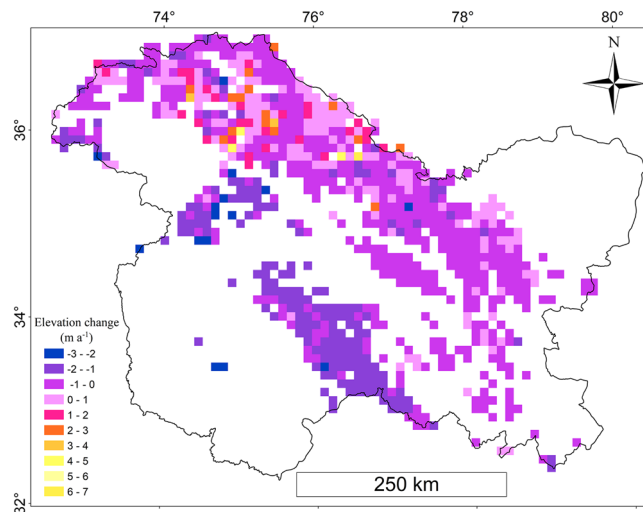 74° 76° 78° 80°
N
36°
34°
32°
Elevation change
(m a⁻¹)
-3 - -2
-2 - -1
-1 - 0
0 - 1
1 - 2
2 - 3
3 - 4
4 - 5
5 - 6
6 - 7
250 km